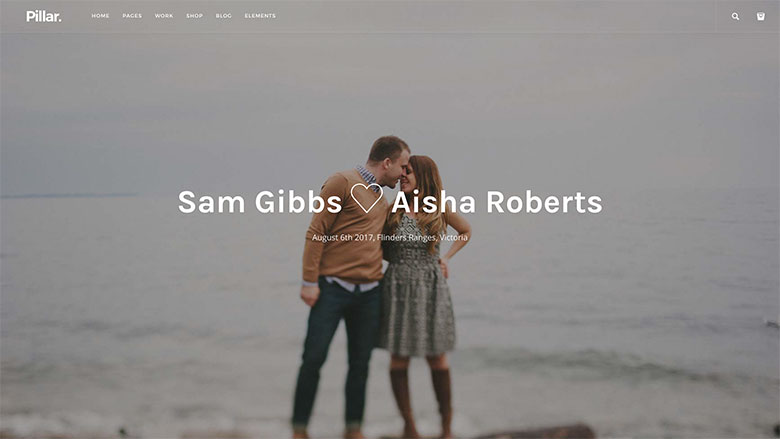 Pillar. HOME PAGES WORK SHOP BLOG ELEMENTS
Sam Gibbs Aisha Roberts
August 6th 2017, Flinders Ranges, Victoria